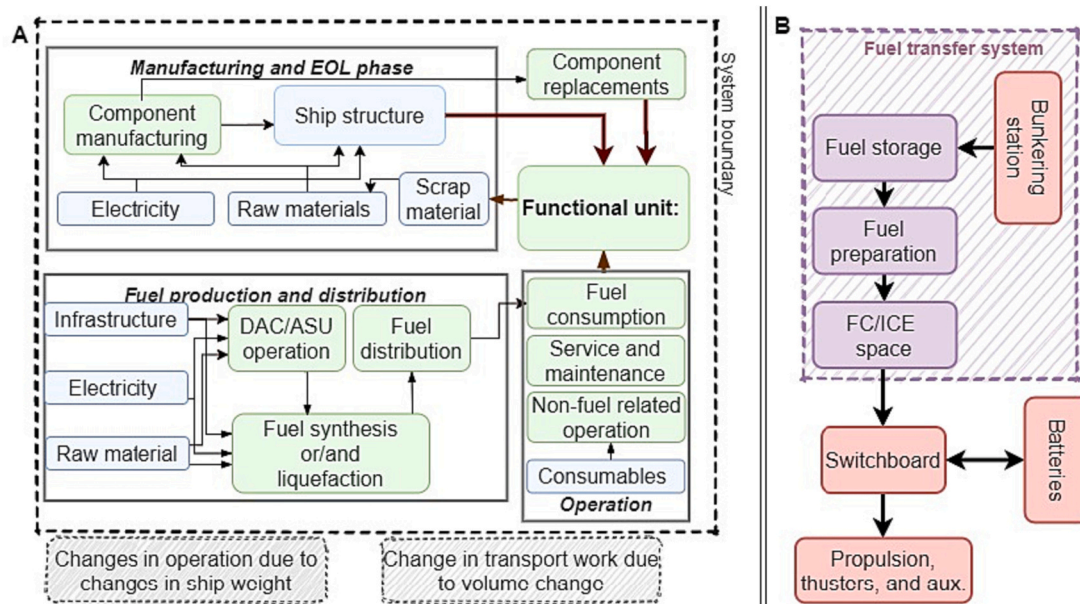 A
Manufacturing and EOL phase
Component
manufacturing
Ship structure
Component
replacements
System boundary
Electricity
Raw materials
Scrap
material
Functional unit:
Fuel production and distribution
Infrastructure
Electricity
Raw material
DAC/ASU
operation
Fuel
distribution
Fuel synthesis
or/and
liquefaction
Fuel
consumption
Service and
maintenance
Non-fuel related
operation
Consumables
Operation
Changes in operation due to
changes in ship weight
Change in transport work due
to volume change
B
Fuel transfer system
Bunkering
station
Fuel storage
Fuel
preparation
FC/ICE
space
Switchboard
Batteries
Propulsion,
thusters, and aux.